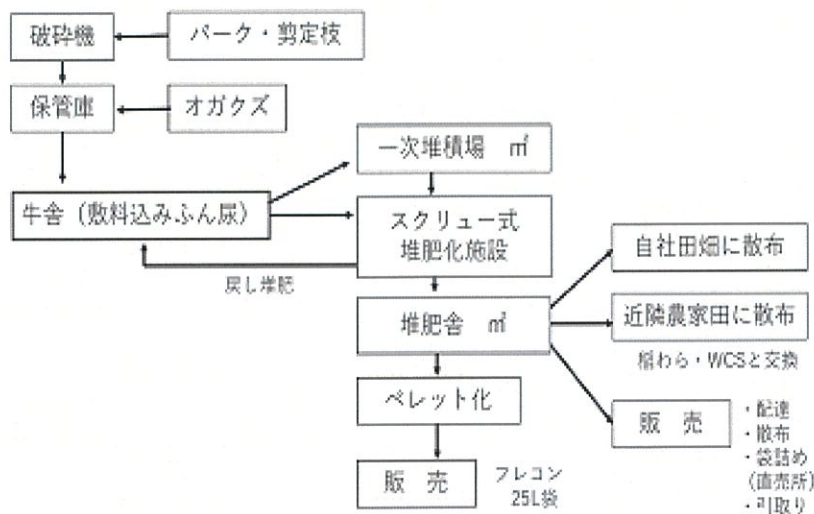 破砕機
バーク・剪定枝
保管庫
オガクズ
一次堆積場 ㎡
牛舎（敷料込みふん尿）
スクリュー式
堆肥化施設
戻し堆肥
自社田畑に散布
堆肥舎 ㎡
近隣農家田に散布
稲わら・WCSと交換
ペレット化
販 売
・配達
・散布
・袋詰め
（直売所）
・引取り
販 売
フレコン
25L袋